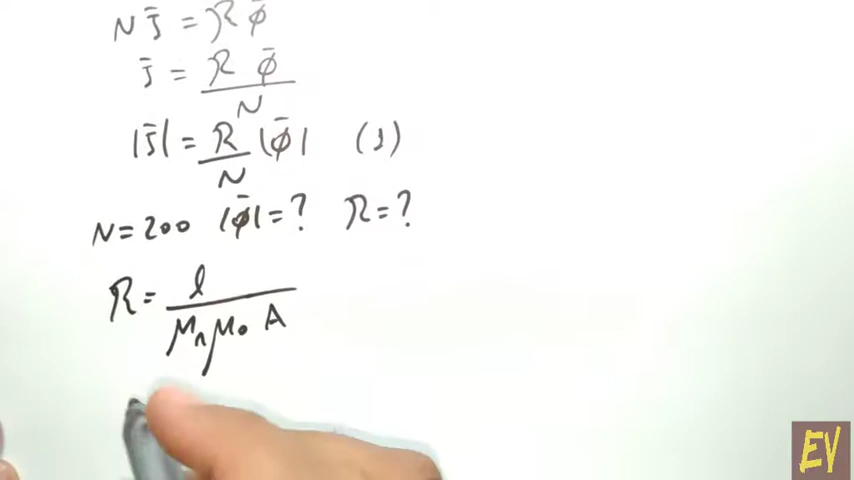 N J̄ = ℛ Φ̄
J̄ = ℛ Φ̄ / N
|J̄| = ℛ / N |Φ̄| (1)
N = 200 |Φ̄| = ? ℛ = ?
ℛ = l / μr μ0 A
EV